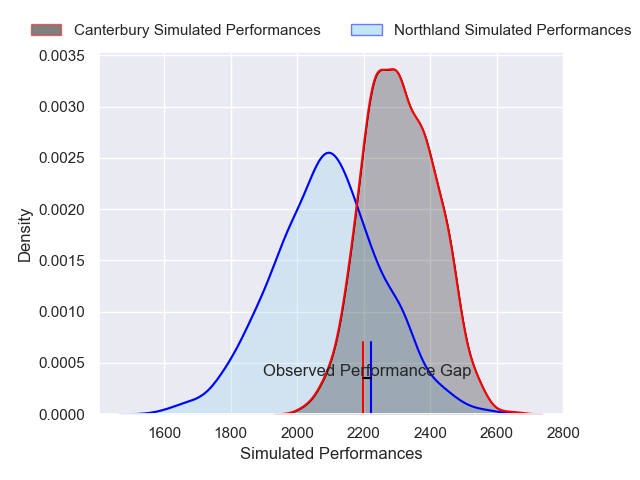 Canterbury Simulated Performances
Northland Simulated Performances
0.0035
0.0030
0.0025
0.0020
0.0015
0.0010
0.0005
0.0000
Density
Observed Performance Gap
1600 1800 2000 2200 2400 2600 2800
Simulated Performances